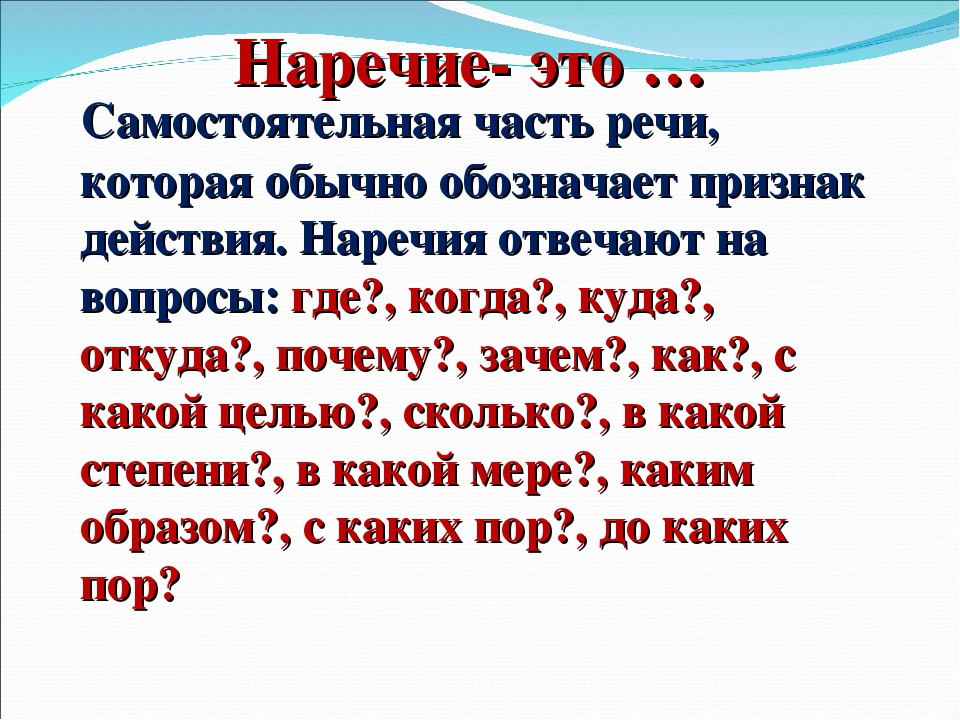 Наречие- это …
Самостоятельная часть речи,
которая обычно обозначает признак
действия. Наречия отвечают на
вопросы: где?, когда?, куда?,
откуда?, почему?, зачем?, как?, с
какой целью?, сколько?, в какой
степени?, в какой мере?, каким
образом?, с каких пор?, до каких
пор?